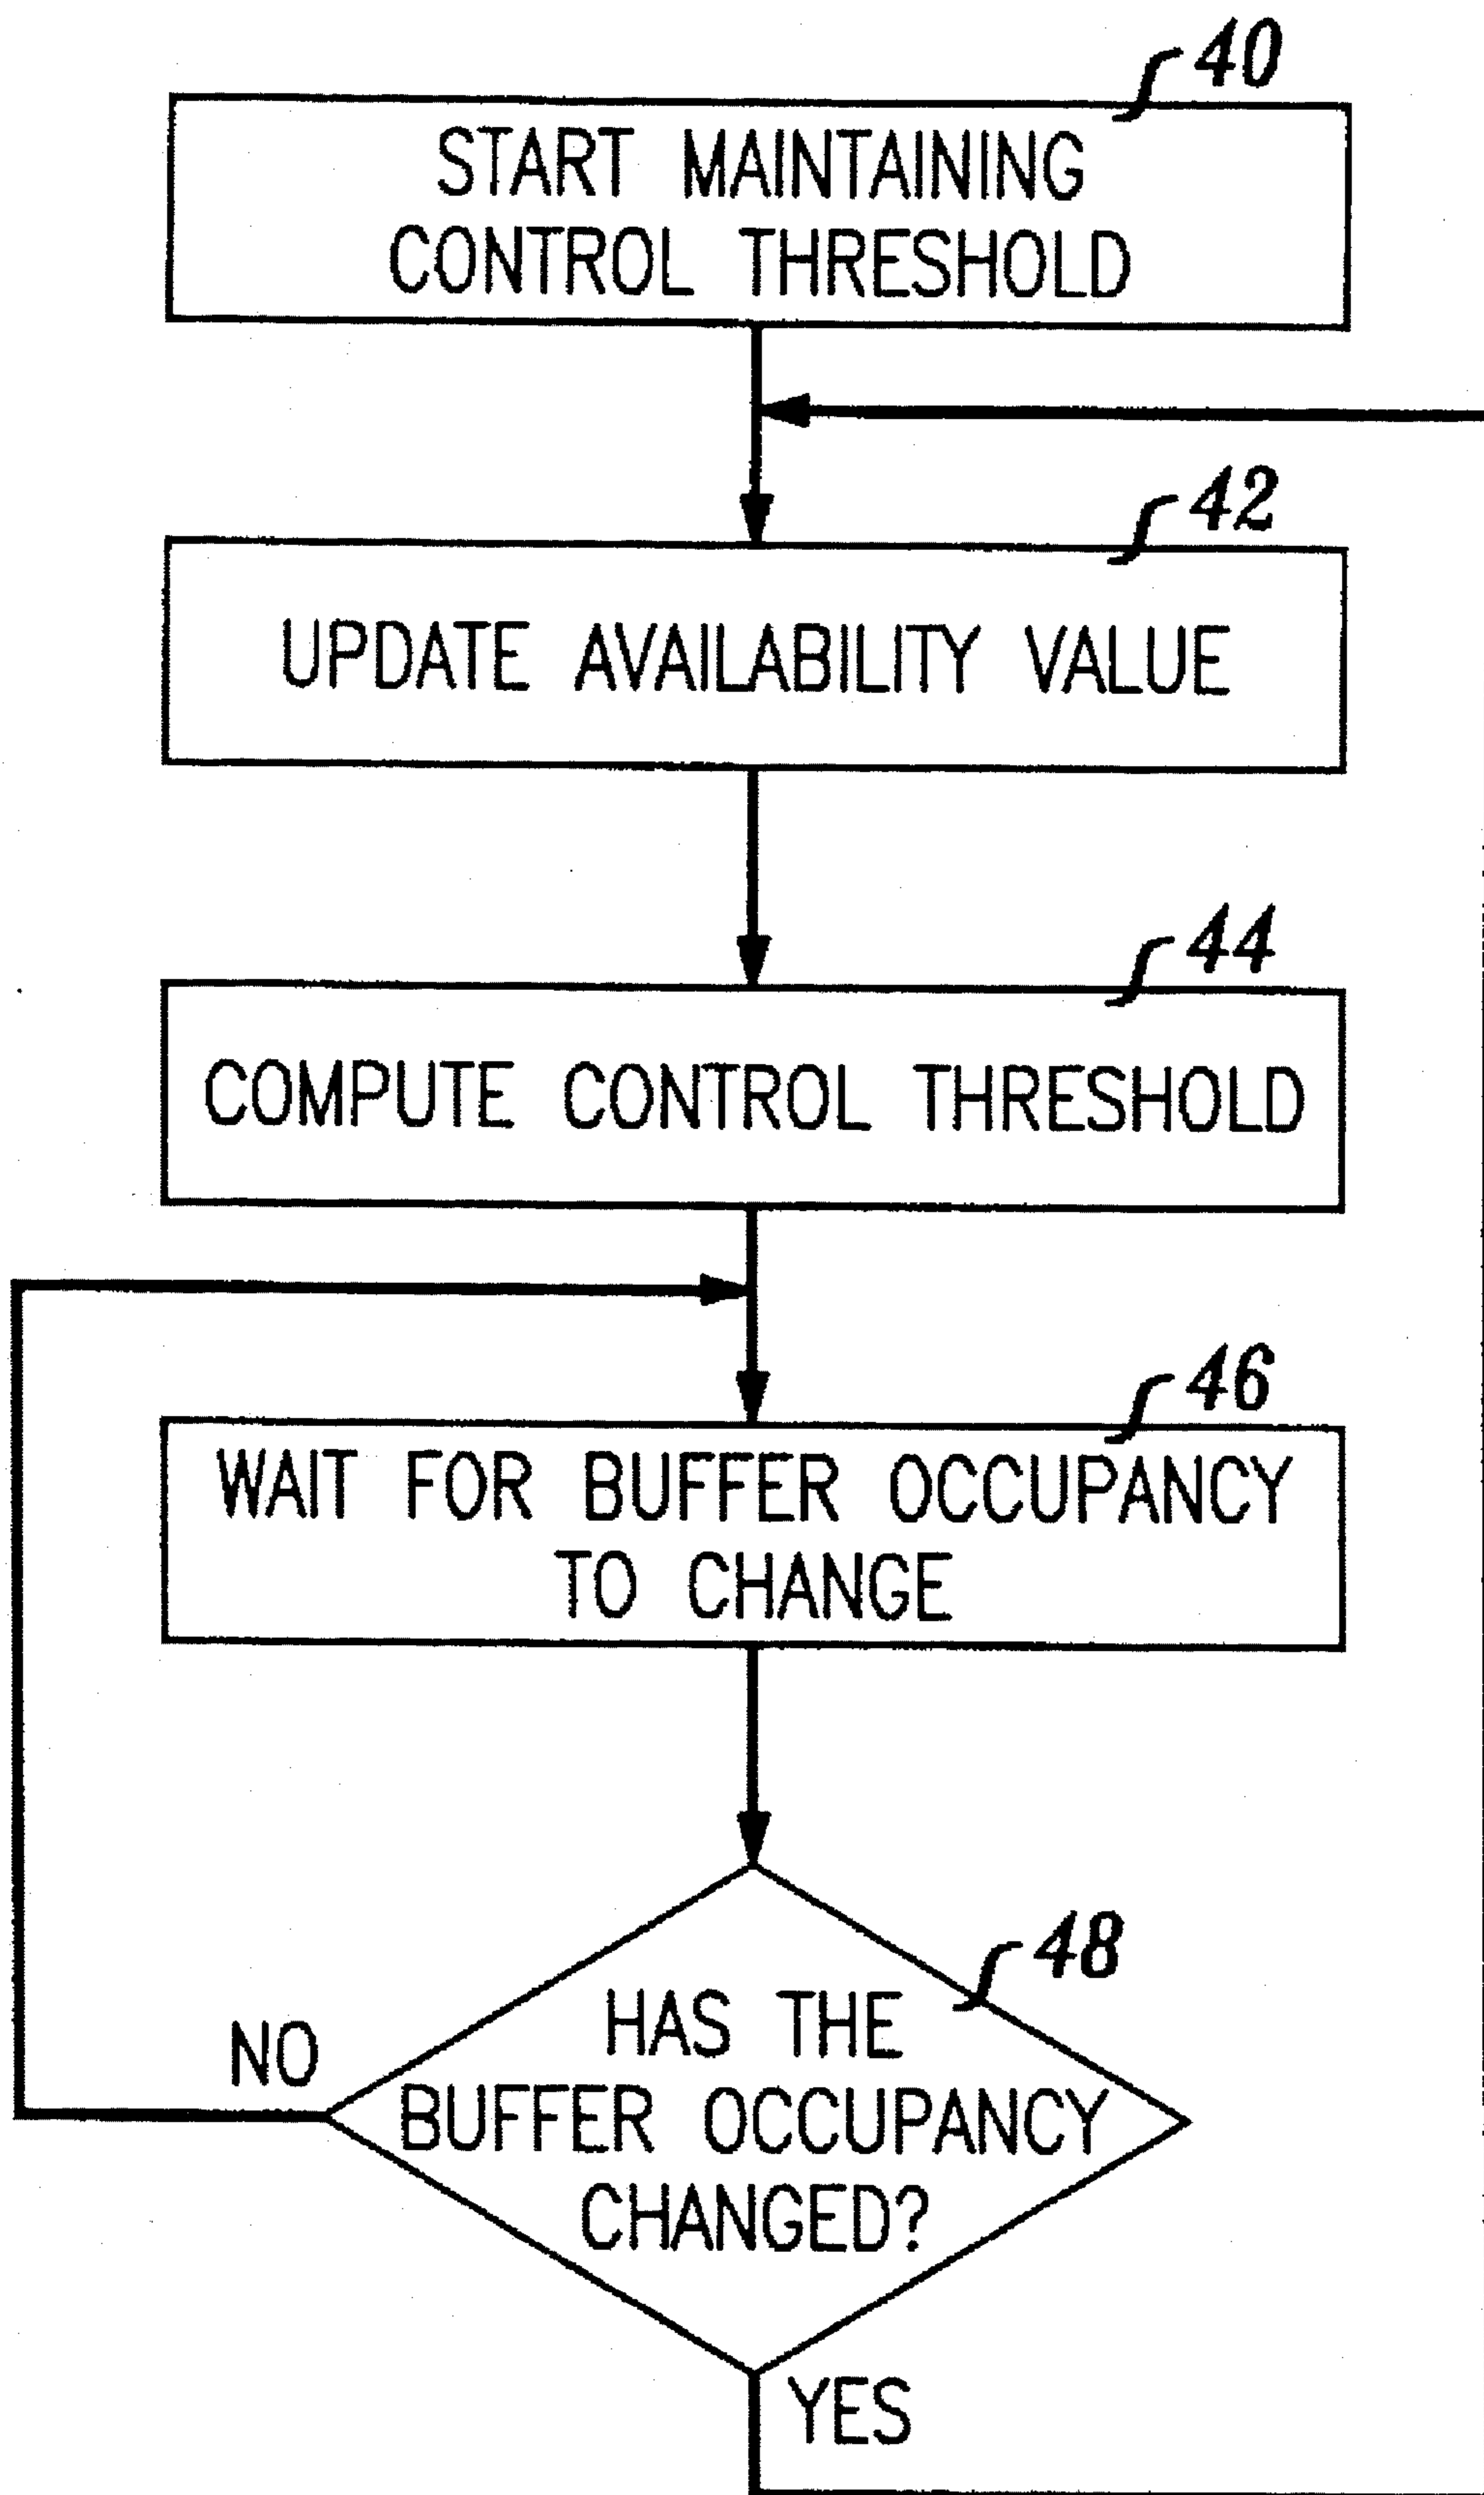 40
START MAINTAINING
CONTROL THRESHOLD
42
UPDATE AVAILABILITY VALUE
44
COMPUTE CONTROL THRESHOLD
46
WAIT FOR BUFFER OCCUPANCY
TO CHANGE
48
HAS THE
NO
BUFFER OCCUPANCY
CHANGED?
YES